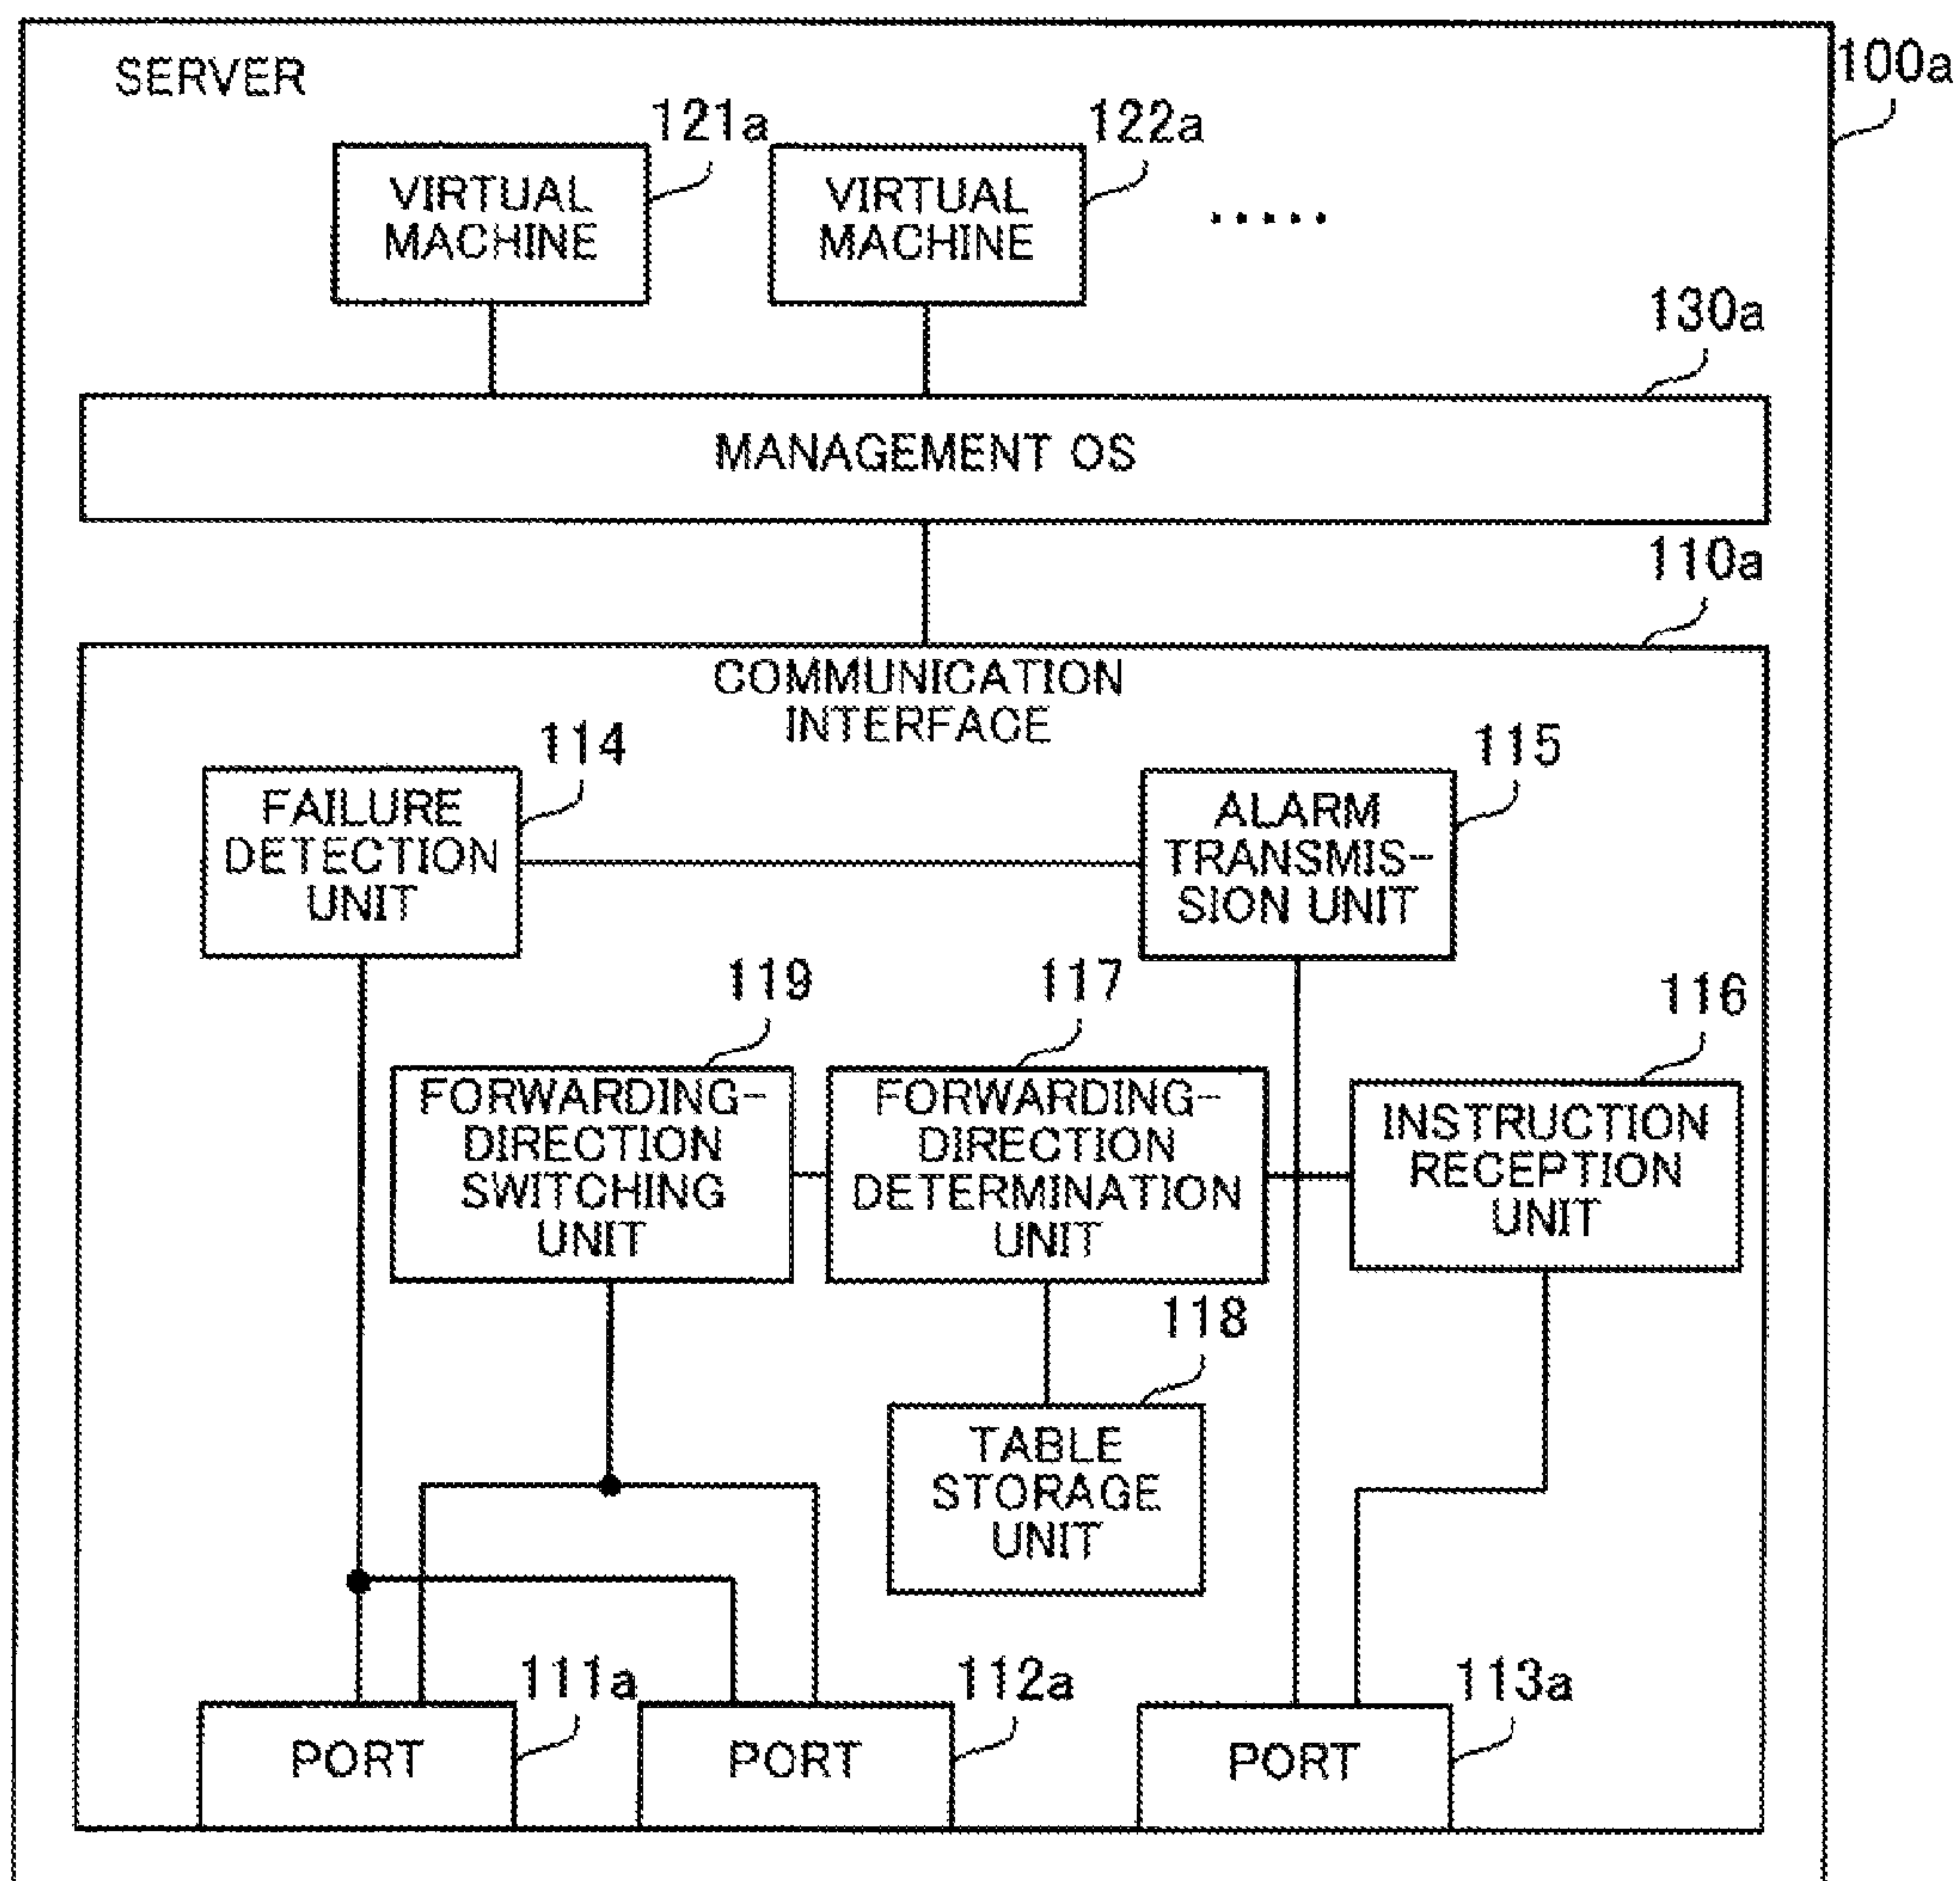 SERVER
100a
121a
122a
VIRTUAL
MACHINE
VIRTUAL
MACHINE
.....
130a
MANAGEMENT OS
110a
COMMUNICATION
INTERFACE
114
115
FAILURE
DETECTION
UNIT
ALARM
TRANSMIS-
SION UNIT
119
117
116
FORWARDING-
DIRECTION
SWITCHING
UNIT
FORWARDING-
DIRECTION
DETERMINATION
UNIT
INSTRUCTION
RECEPTION
UNIT
118
TABLE
STORAGE
UNIT
111a
112a
113a
PORT
PORT
PORT